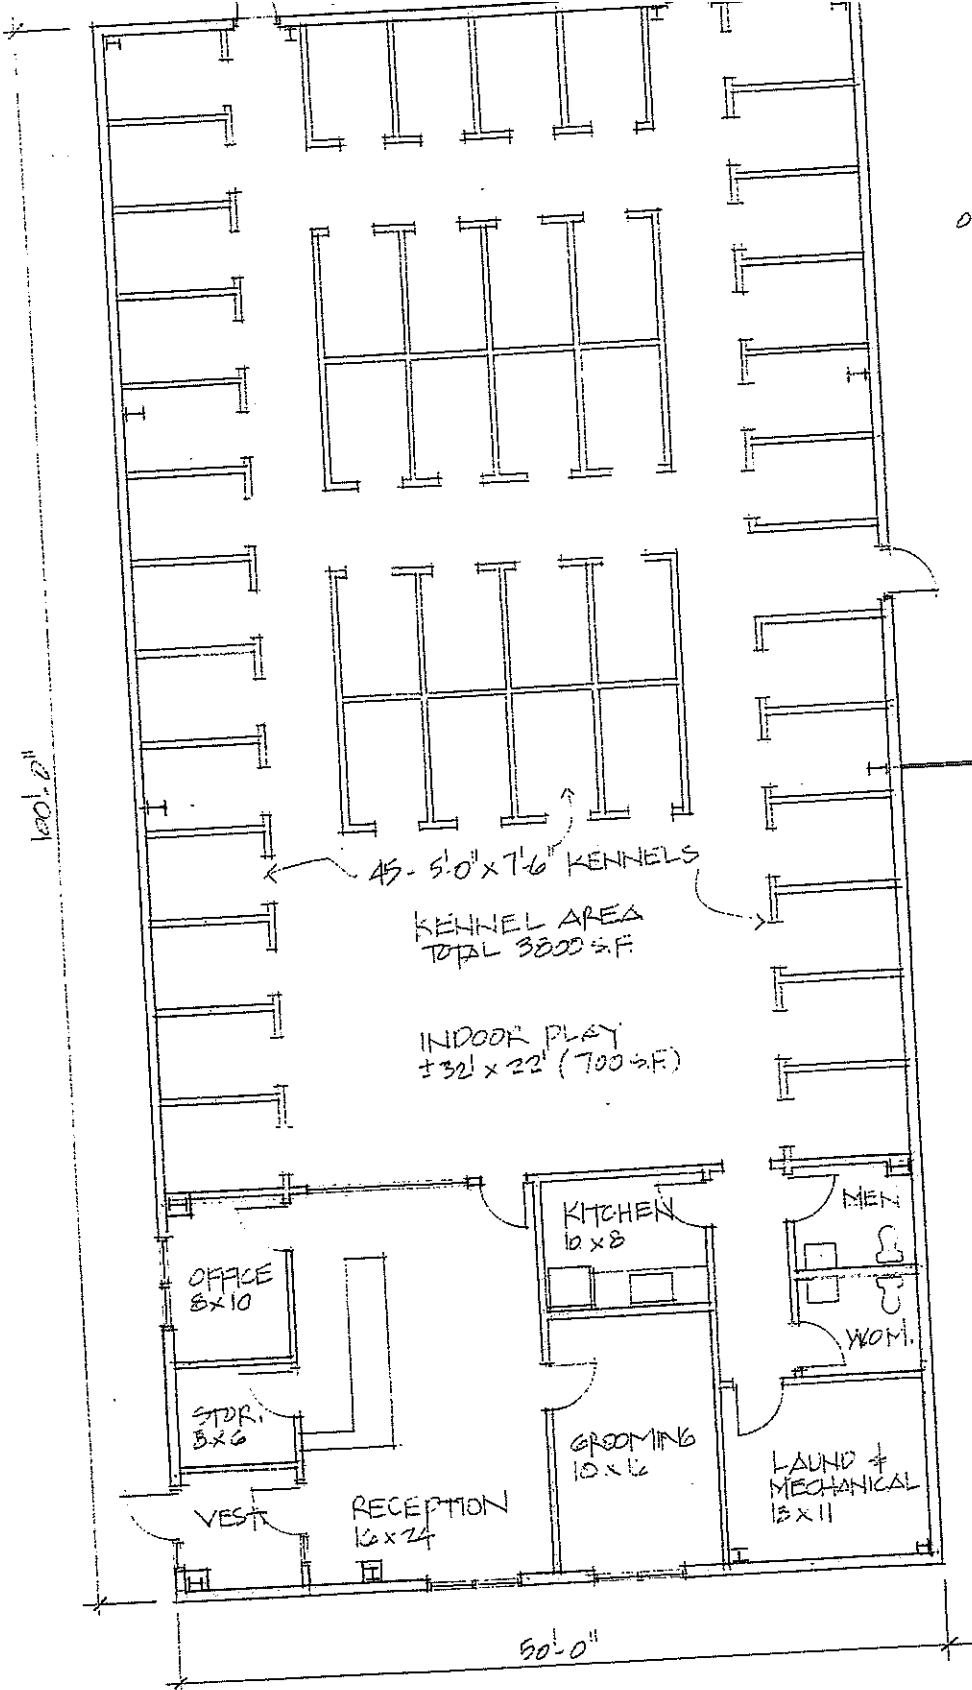 100'-0"
45- 5'-0" x 7'-6" KENNELS
KENNEL AREA
TOTAL 3800 S.F.
INDOOR PLAY
±32' x 22' (700 S.F.)
KITCHEN
10 x 8
MEN
OFFICE
8x10
WOM.
STOR.
8x6
GROOMING
10 x 16
LAUND &
MECHANICAL
13 x 11
VEST.
RECEPTION
16 x 24
50'-0"